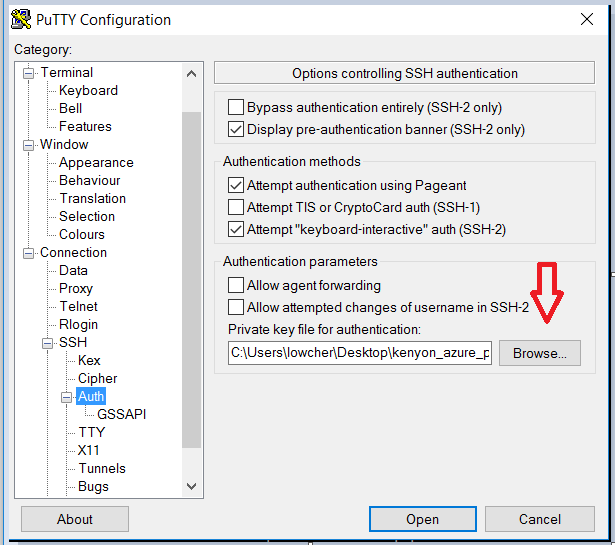 PuTTY Configuration
Category:
Terminal
Keyboard
Bell
Features
Window
Appearance
Behaviour
Translation
Selection
Colours
Connection
Data
Proxy
Telnet
Rlogin
SSH
Kex
Cipher
Auth
GSSAPI
TTY
X11
Tunnels
Bugs
Options controlling SSH authentication
Bypass authentication entirely (SSH-2 only)
Display pre-authentication banner (SSH-2 only)
Authentication methods
Attempt authentication using Pageant
Attempt TIS or CryptoCard auth (SSH-1)
Attempt "keyboard-interactive" auth (SSH-2)
Authentication parameters
Allow agent forwarding
Allow attempted changes of username in SSH-2
Private key file for authentication:
C:\Users\lowcher\Desktop\kenyon_azure_p
Browse...
About
Open
Cancel